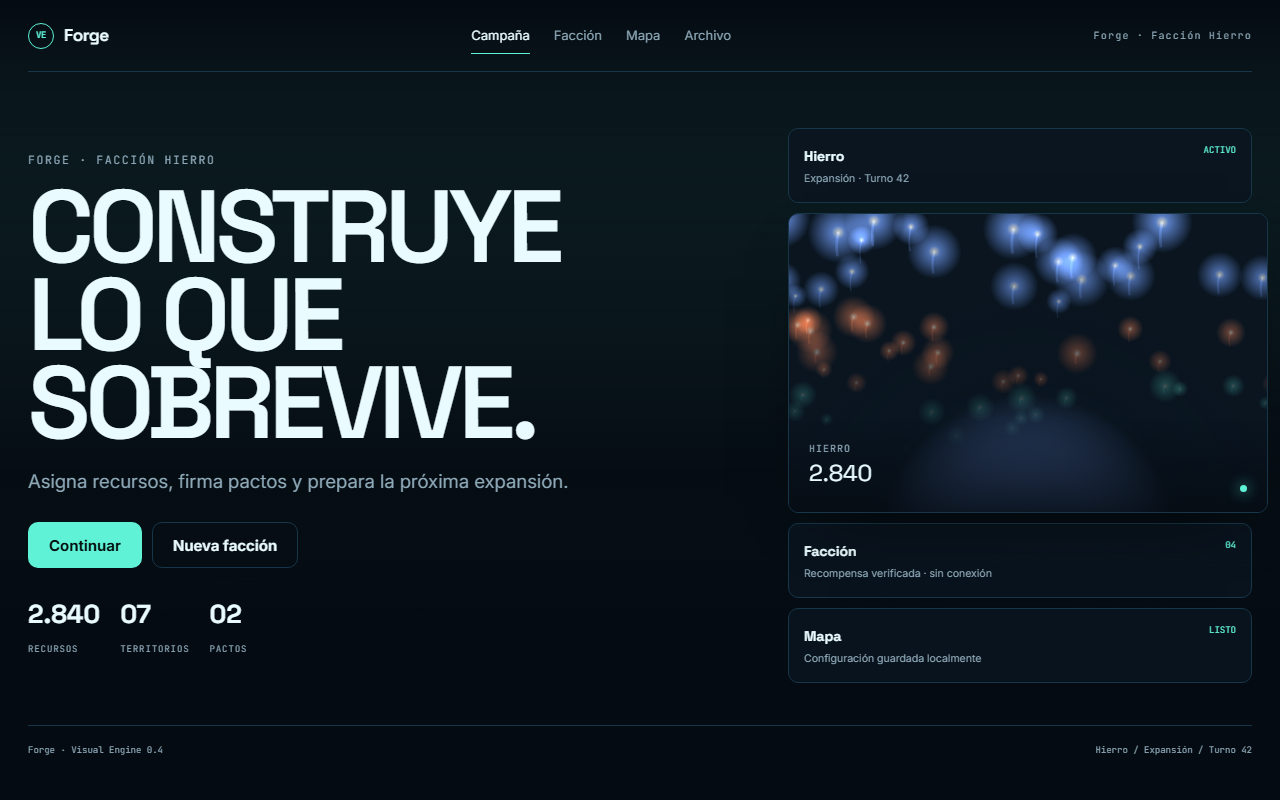 VE
Forge
Campaña
Facción
Mapa
Archivo
Forge · Facción Hierro
FORGE · FACCIÓN HIERRO
CONSTRUYE
LO QUE
SOBREVIVE.
Asigna recursos, firma pactos y prepara la próxima expansión.
Continuar
Nueva facción
2.840
07
02
RECURSOS
TERRITORIOS
PACTOS
Hierro
ACTIVO
Expansión · Turno 42
HIERRO
2.840
Facción
04
Recompensa verificada · sin conexión
Mapa
LISTO
Configuración guardada localmente
Forge · Visual Engine 0.4
Hierro / Expansión / Turno 42